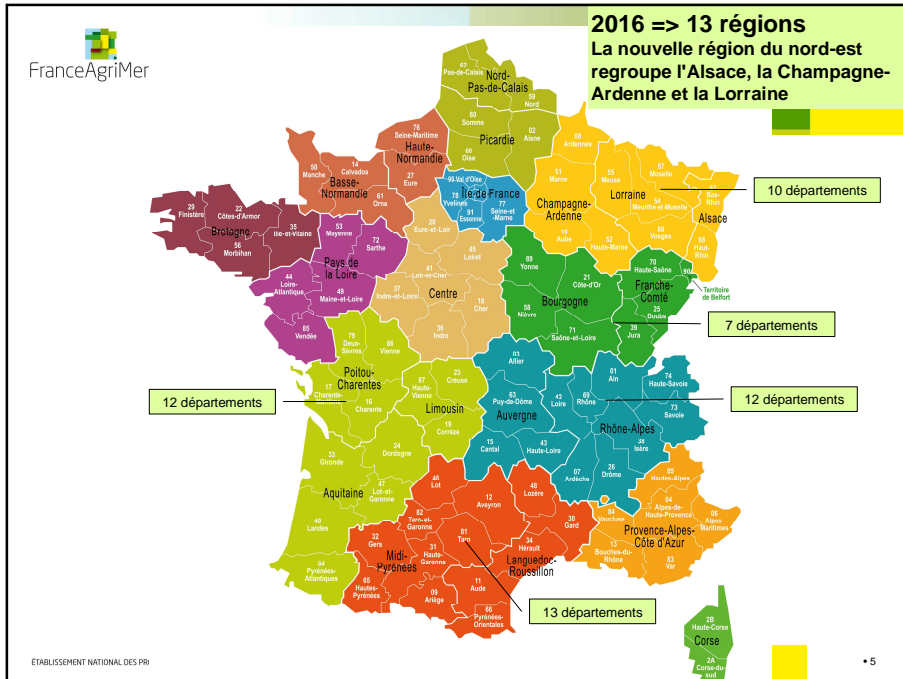 FranceAgriMer
2016 => 13 régions
La nouvelle région du nord-est
regroupe l'Alsace, la Champagne-
Ardenne et la Lorraine
62
Pas-de-Calais
Nord-
Pas-de-Calais
59
Nord
80
Somme
Picardie
02
Aisne
60
Oise
76
Seine-Maritime
Haute-
Normandie
27
Eure
50
Manche
14
Calvados
Basse-
Normandie
61
Orne
95-Val d'Oise
Île-de-France
78
Yvelines
91
Essonne
77
Seine-et
-Marne
08
Ardennes
51
Marne
Champagne-
Ardenne
10
Aube
52
Haute-Marne
55
Meuse
57
Moselle
Lorraine
54
Meurthe-et-Moselle
88
Vosges
67
Bas-
Rhin
Alsace
68
Haut-
Rhin
10 départements
29
Finistère
22
Côtes-d'Armor
Bretagne
35
Ille-et-Vilaine
56
Morbihan
53
Mayenne
72
Sarthe
Pays de
la Loire
44
Loire-
Atlantique
49
Maine-et-Loire
85
Vendée
28
Eure-et-Loir
45
Loiret
41
Loir-et-Cher
37
Indre-et-Loire
Centre
18
Cher
36
Indre
89
Yonne
21
Côte-d'Or
Bourgogne
58
Nièvre
71
Saône-et-Loire
70
Haute-Saône
90
Territoire
de Belfort
Franche-
Comté
25
Doubs
39
Jura
7 départements
79
Deux-
Sèvres
86
Vienne
Poitou-
Charentes
17
Charente-
16
Charente
12 départements
23
Creuse
87
Haute-
Vienne
Limousin
19
Corrèze
03
Allier
63
Puy-de-Dôme
Auvergne
15
Cantal
43
Haute-Loire
42
Loire
69
Rhône
01
Ain
74
Haute-Savoie
73
Savoie
Rhône-Alpes
38
Isère
07
Ardèche
26
Drôme
12 départements
33
Gironde
24
Dordogne
47
Lot-et-
Garonne
Aquitaine
40
Landes
64
Pyrénées-
Atlantiques
46
Lot
12
Aveyron
48
Lozère
82
Tarn-et-
Garonne
81
Tarn
30
Gard
32
Gers
31
Haute-
Garonne
34
Hérault
Midi-
Pyrénées
Languedoc-
Roussillon
65
Hautes-
Pyrénées
09
Ariège
11
Aude
66
Pyrénées-
Orientales
13 départements
05
Hautes-Alpes
84
Vaucluse
04
Alpes-de-
Haute-Provence
06
Alpes
Maritimes
Provence-Alpes-
Côte d'Azur
13
Bouches-du-
Rhône
83
Var
2B
Haute-Corse
Corse
2A
Corse-du-
sud
ÉTABLISSEMENT NATIONAL DES PR
• 5